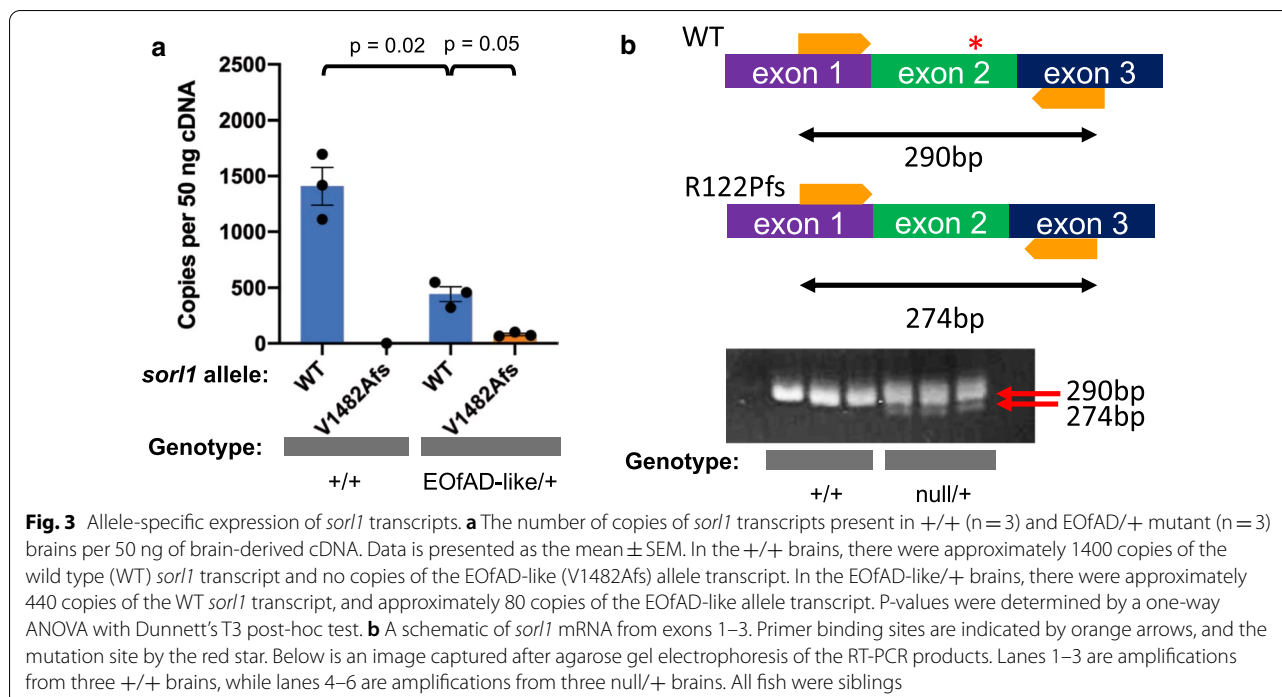 a
p = 0.02
p = 0.05
Copies per 50 ng cDNA
2500
2000
1500
1000
500
0
sorl1 allele:
WT
V1482Afs
WT
V1482Afs
Genotype:
+/+
EOfAD-like/+
b
WT
*
exon 1
exon 2
exon 3
290bp
R122Pfs
exon 1
exon 2
exon 3
274bp
290bp
274bp
Genotype:
+/+
null/+
Fig. 3 Allele-specific expression of sorl1 transcripts. a The number of copies of sorl1 transcripts present in +/+ (n = 3) and EOfAD/+ mutant (n = 3)
brains per 50 ng of brain-derived cDNA. Data is presented as the mean ± SEM. In the +/+ brains, there were approximately 1400 copies of the
wild type (WT) sorl1 transcript and no copies of the EOfAD-like (V1482Afs) allele transcript. In the EOfAD-like/+ brains, there were approximately
440 copies of the WT sorl1 transcript, and approximately 80 copies of the EOfAD-like allele transcript. P-values were determined by a one-way
ANOVA with Dunnett's T3 post-hoc test. b A schematic of sorl1 mRNA from exons 1–3. Primer binding sites are indicated by orange arrows, and the
mutation site by the red star. Below is an image captured after agarose gel electrophoresis of the RT-PCR products. Lanes 1–3 are amplifications
from three +/+ brains, while lanes 4–6 are amplifications from three null/+ brains. All fish were siblings